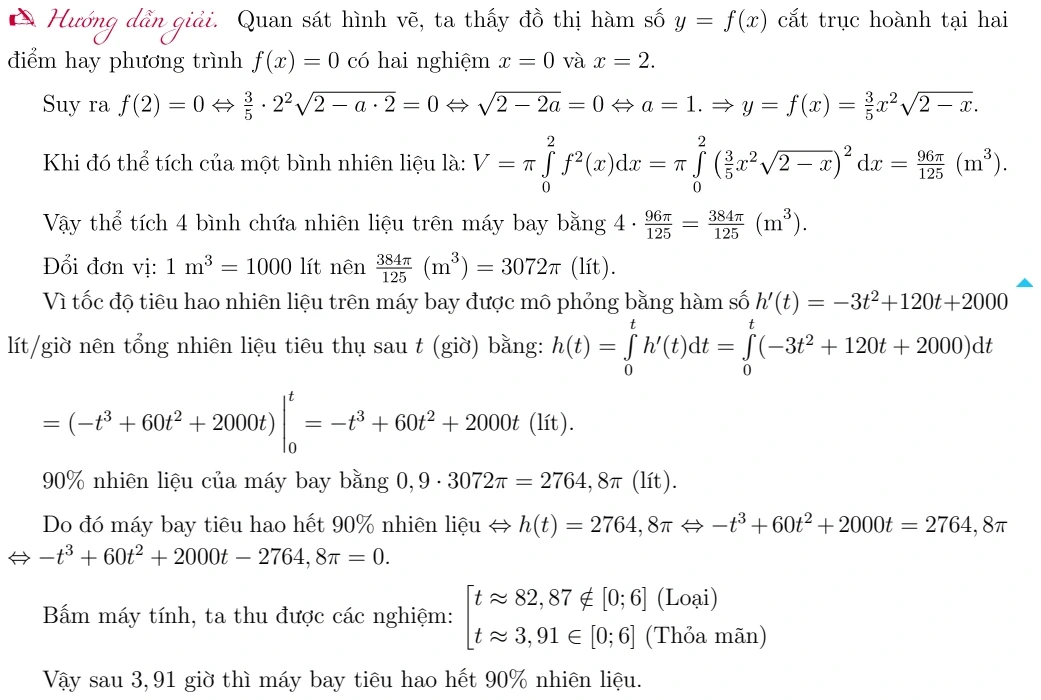 Hướng dẫn giải. Quan sát hình vẽ, ta thấy đồ thị hàm số y = f(x) cắt trục hoành tại hai
điểm hay phương trình f(x) = 0 có hai nghiệm x = 0 và x = 2.
Suy ra f(2) = 0 ⇔ 3/5 · 2²√(2 − a · 2) = 0 ⇔ √(2 − 2a) = 0 ⇔ a = 1. ⇒ y = f(x) = 3/5 x²√(2 − x).
Khi đó thể tích của một bình nhiên liệu là: V = π ∫₀² f²(x)dx = π ∫₀² (3/5 x²√(2 − x))² dx = 96π/125 (m³).
Vậy thể tích 4 bình chứa nhiên liệu trên máy bay bằng 4 · 96π/125 = 384π/125 (m³).
Đổi đơn vị: 1 m³ = 1000 lít nên 384π/125 (m³) = 3072π (lít).
Vì tốc độ tiêu hao nhiên liệu trên máy bay được mô phỏng bằng hàm số h′(t) = −3t²+120t+2000
lít/giờ nên tổng nhiên liệu tiêu thụ sau t (giờ) bằng: h(t) = ∫₀ᵗ h′(t)dt = ∫₀ᵗ (−3t² + 120t + 2000)dt
= (−t³ + 60t² + 2000t) |₀ᵗ = −t³ + 60t² + 2000t (lít).
90% nhiên liệu của máy bay bằng 0, 9 · 3072π = 2764, 8π (lít).
Do đó máy bay tiêu hao hết 90% nhiên liệu ⇔ h(t) = 2764, 8π ⇔ −t³ + 60t² + 2000t = 2764, 8π
⇔ −t³ + 60t² + 2000t − 2764, 8π = 0.
Bấm máy tính, ta thu được các nghiệm: [ t ≈ 82, 87 ∉ [0; 6] (Loại)
t ≈ 3, 91 ∈ [0; 6] (Thỏa mãn)
Vậy sau 3, 91 giờ thì máy bay tiêu hao hết 90% nhiên liệu.